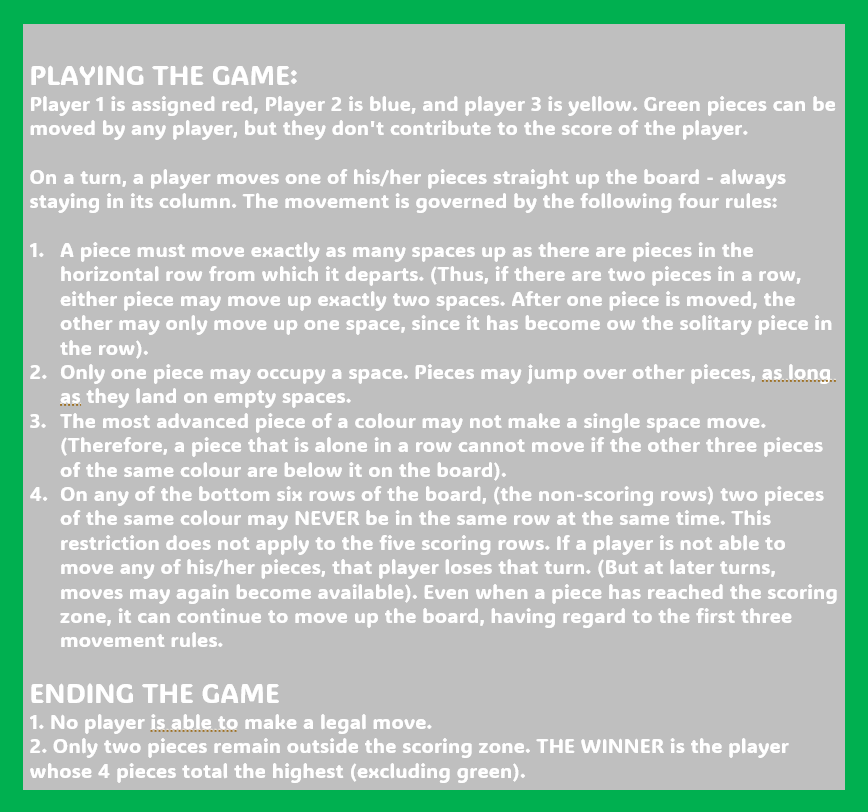 PLAYING THE GAME:
Player 1 is assigned red, Player 2 is blue, and player 3 is yellow. Green pieces can be
moved by any player, but they don't contribute to the score of the player.
On a turn, a player moves one of his/her pieces straight up the board - always
staying in its column. The movement is governed by the following four rules:
1. A piece must move exactly as many spaces up as there are pieces in the
horizontal row from which it departs. (Thus, if there are two pieces in a row,
either piece may move up exactly two spaces. After one piece is moved, the
other may only move up one space, since it has become ow the solitary piece in
the row).
2. Only one piece may occupy a space. Pieces may jump over other pieces, as long
as they land on empty spaces.
3. The most advanced piece of a colour may not make a single space move.
(Therefore, a piece that is alone in a row cannot move if the other three pieces
of the same colour are below it on the board).
4. On any of the bottom six rows of the board, (the non-scoring rows) two pieces
of the same colour may NEVER be in the same row at the same time. This
restriction does not apply to the five scoring rows. If a player is not able to
move any of his/her pieces, that player loses that turn. (But at later turns,
moves may again become available). Even when a piece has reached the scoring
zone, it can continue to move up the board, having regard to the first three
movement rules.
ENDING THE GAME
1. No player is able to make a legal move.
2. Only two pieces remain outside the scoring zone. THE WINNER is the player
whose 4 pieces total the highest (excluding green).